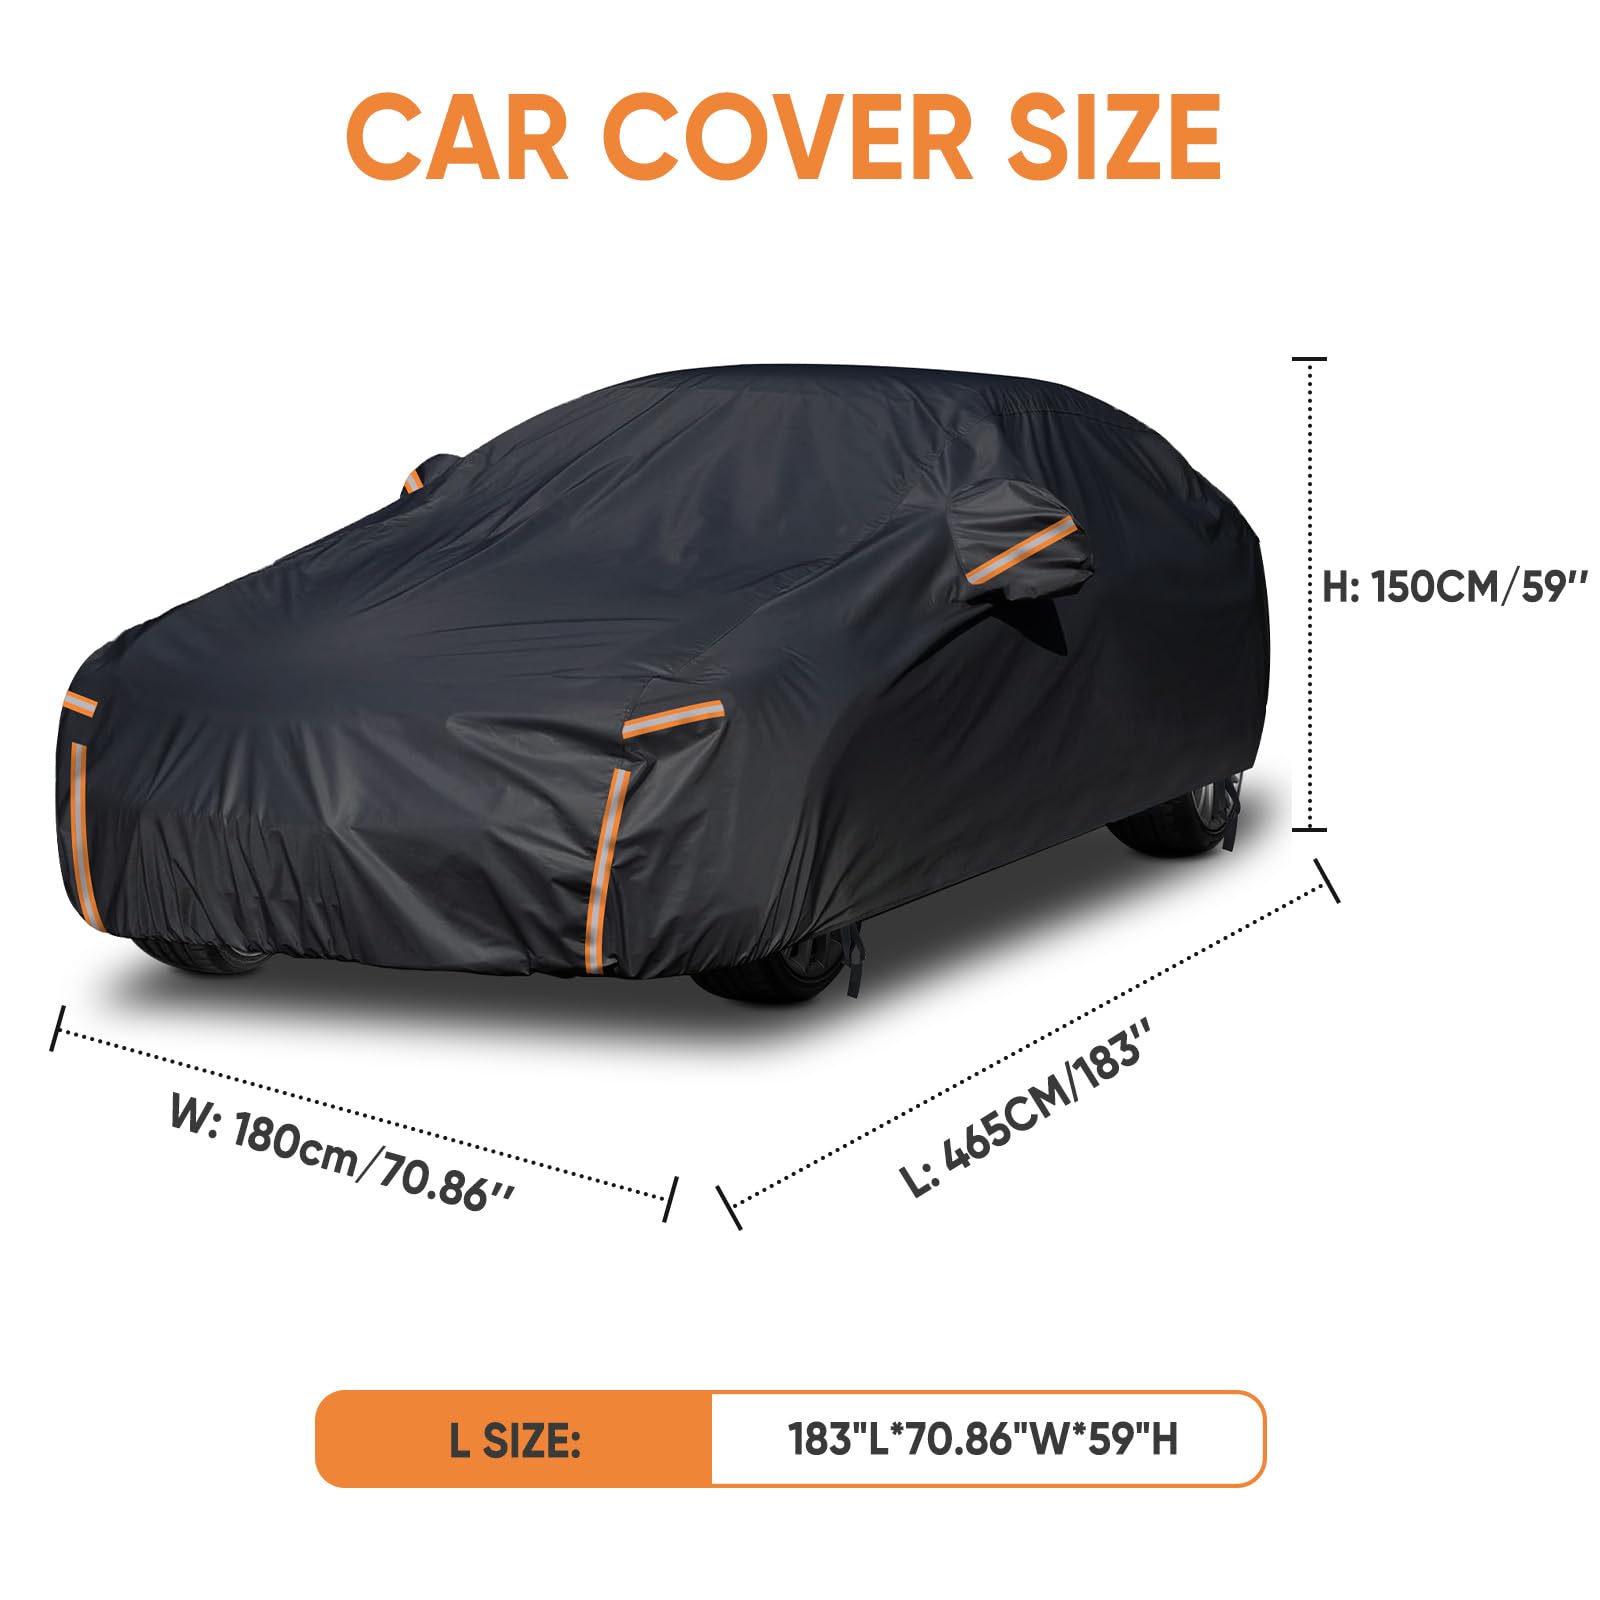 CAR COVER SIZE
H: 150CM/59''
W: 180cm/70.86''
L: 465CM/183''
L SIZE:
183"L*70.86"W*59"H